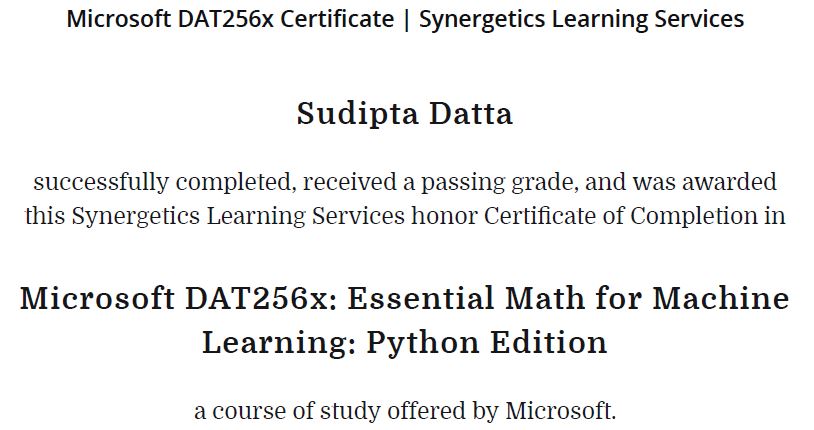 Microsoft DAT256x Certificate | Synergetics Learning Services
Sudipta Datta
successfully completed, received a passing grade, and was awarded
this Synergetics Learning Services honor Certificate of Completion in
Microsoft DAT256x: Essential Math for Machine
Learning: Python Edition
a course of study offered by Microsoft.